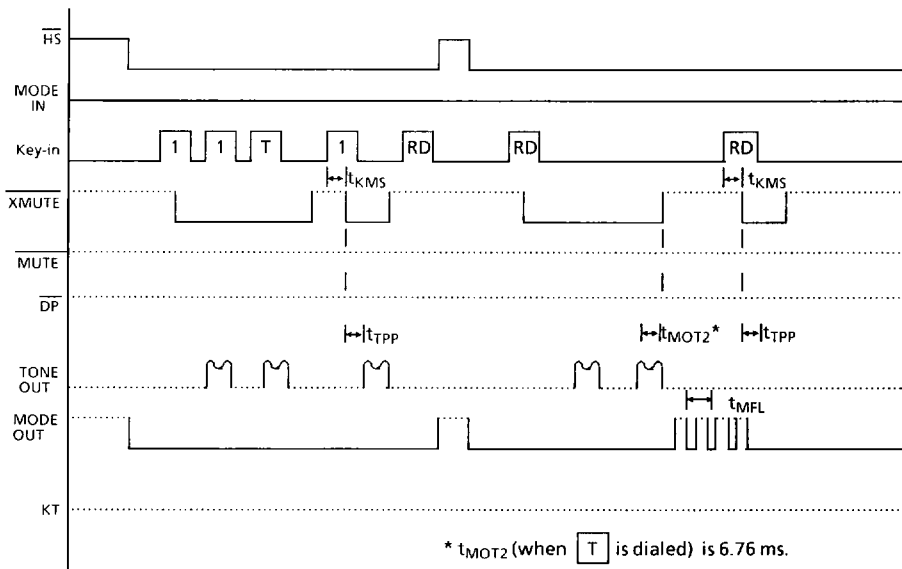 HS
MODE IN
Key-in 1 1 T 1 RD RD RD
tKMS tKMS
XMUTE
MUTE
DP
tTPP tMOT2* tTPP
TONE OUT
tMFL
MODE OUT
KT
* tMOT2 (when T is dialed) is 6.76 ms.